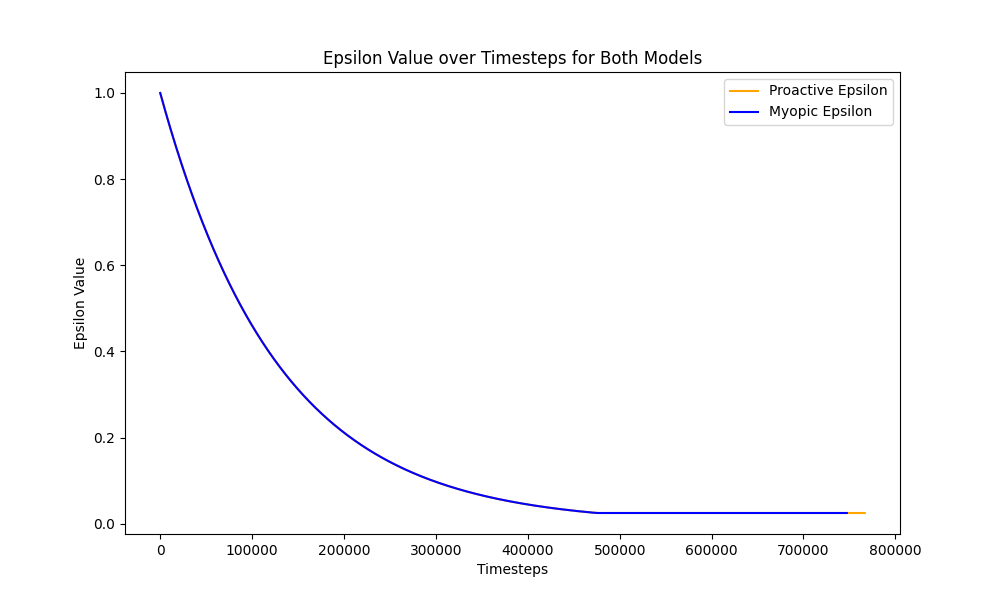 Epsilon Value over Timesteps for Both Models
Proactive Epsilon
Myopic Epsilon
1.0
0.8
0.6
0.4
0.2
0.0
Epsilon Value
0 100000 200000 300000 400000 500000 600000 700000 800000
Timesteps